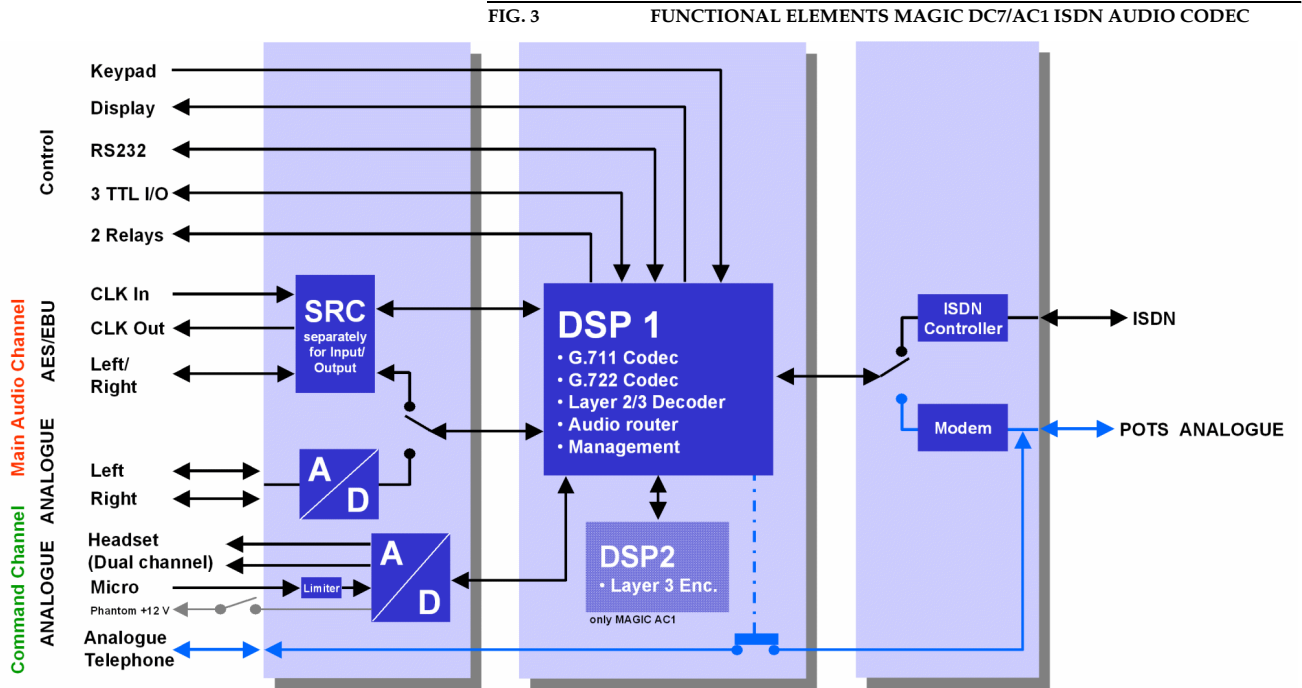 FIG. 3 FUNCTIONAL ELEMENTS MAGIC DC7/AC1 ISDN AUDIO CODEC
Control
Keypad
Display
RS232
3 TTL I/O
2 Relays
Main Audio Channel
AES/EBU
CLK In
CLK Out
Left/
Right
ANALOGUE
Left
Right
Command Channel
ANALOGUE
Headset
(Dual channel)
Micro
Phantom +12 V
Analogue
Telephone
SRC
separately
for Input/
Output
A
D
A
D
Limiter
DSP 1
• G.711 Codec
• G.722 Codec
• Layer 2/3 Decoder
• Audio router
• Management
DSP2
• Layer 3 Enc.
only MAGIC AC1
ISDN
Controller
Modem
ISDN
POTS ANALOGUE